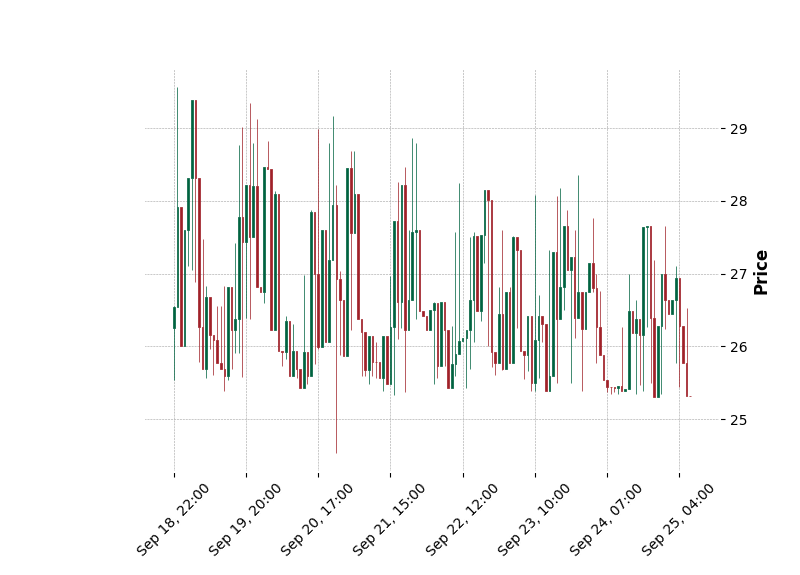 29
28
27
26
25
Price
Sep 18, 22:00
Sep 19, 20:00
Sep 20, 17:00
Sep 21, 15:00
Sep 22, 12:00
Sep 23, 10:00
Sep 24, 07:00
Sep 25, 04:00